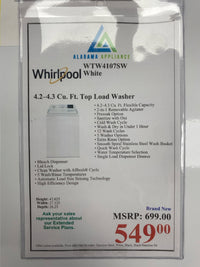 ALABAMA APPLIANCE
WTW4107SW
Whirlpool
White
4.2–4.3 Cu. Ft. Top Load Washer
• 4.2-4.3 Cu. Ft. Flexible Capacity
• 2-in-1 Removable Agitator
• Presoak Option
• Sanitize with Oxi
• Cold Wash Cycle
• Wash & Dry in Under 1 Hour
• 12 Wash Cycles
• Water Options
• Extra Rinse Option
• Smooth Spiral Stainless Steel Wash Basket
• Quick Wash Cycle
• Water Temperature Selection
• Single Load Dispenser Drawer
• Bleach Dispenser
• Lid Lock
• Clean Washer with Affresh® Cycle
• 5 Wash/Rinse Temperatures
• Automatic Load Size Sensing Technology
• High Efficiency Design
Ask your sales
representative about
our Extended
Service Plans.
Brand New
MSRP: 699.00
549.00